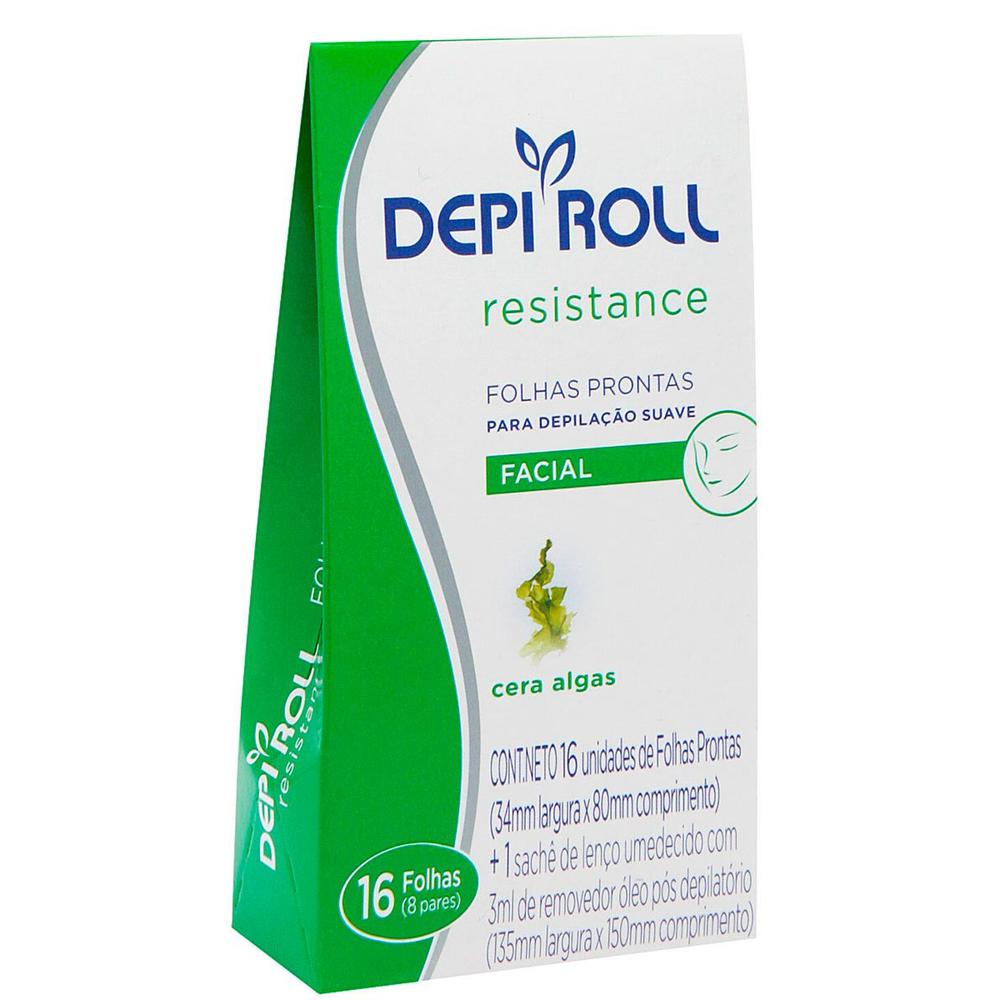 DEPI ROLL
resistance
FOLHAS PRONTAS
PARA DEPILAÇÃO SUAVE
FACIAL
cera algas
CONT.NETO 16 unidades de Folhas Prontas
(34mm largura x 80mm comprimento)
+ 1 sachê de lenço umedecido com
3ml de removedor óleo pós depilatório
(135mm largura x 150mm comprimento)
16 Folhas
(8 pares)
DEPI ROLL
resistance